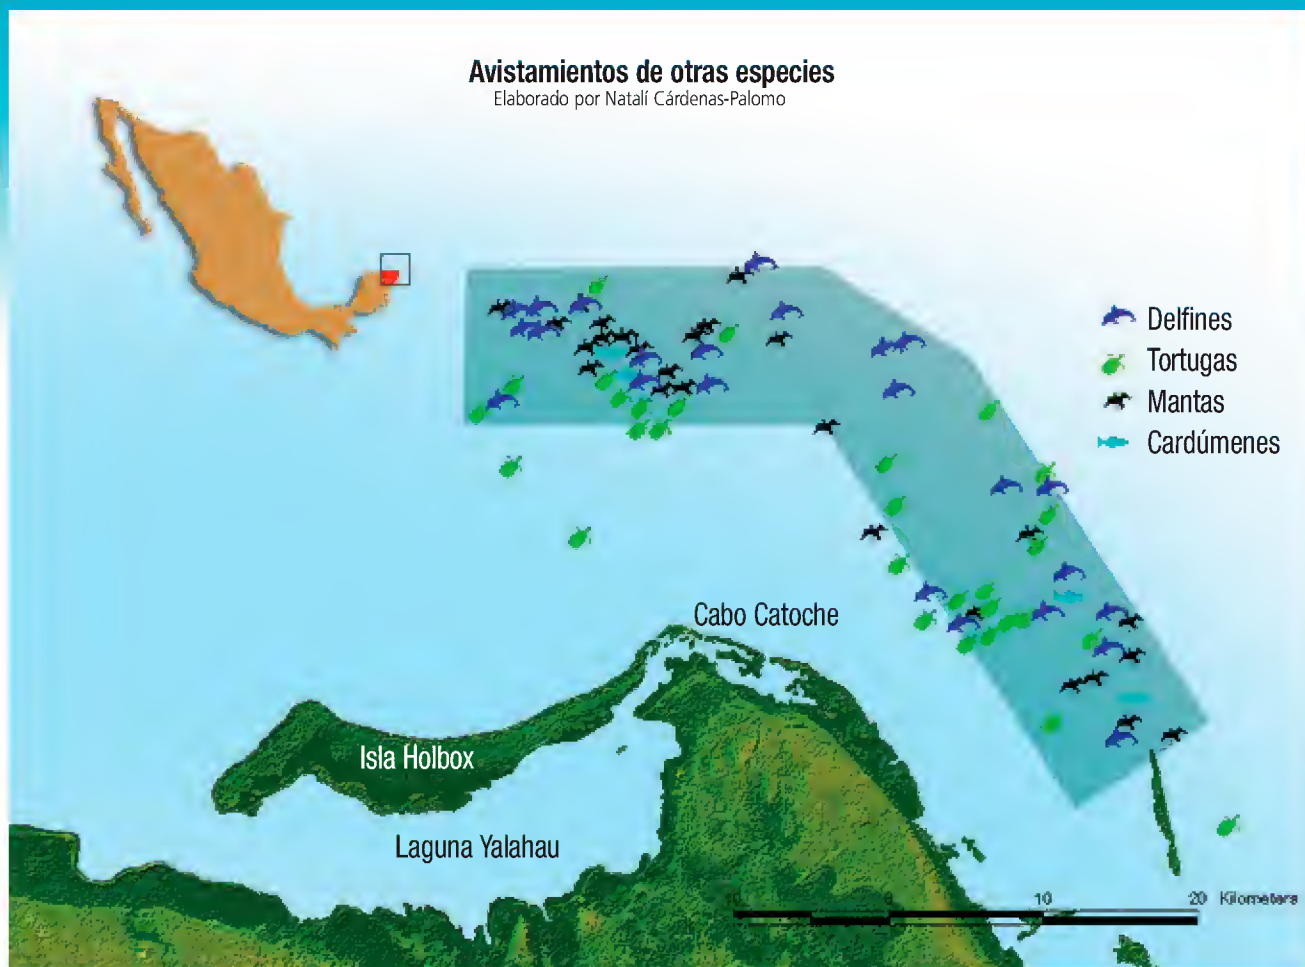 Avistamientos de otras especies
Elaborado por Natalí Cárdenas-Palomo
Delfines
Tortugas
Mantas
Cardúmenes
Cabo Catoche
Isla Holbox
Laguna Yalahau
10 0 10 20 Kilometers